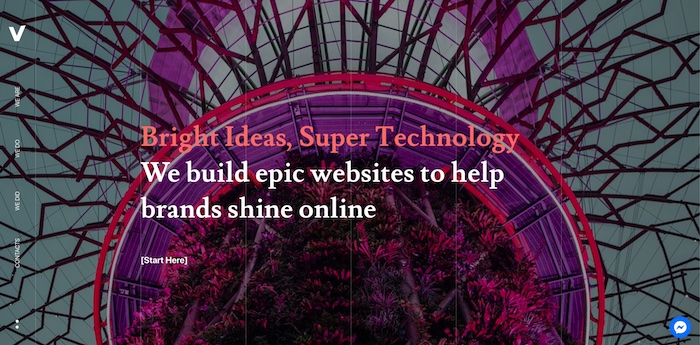 V
WE ARE
WE DO
WE DID
CONTACTS
Bright Ideas, Super Technology
We build epic websites to help
brands shine online
[Start Here]